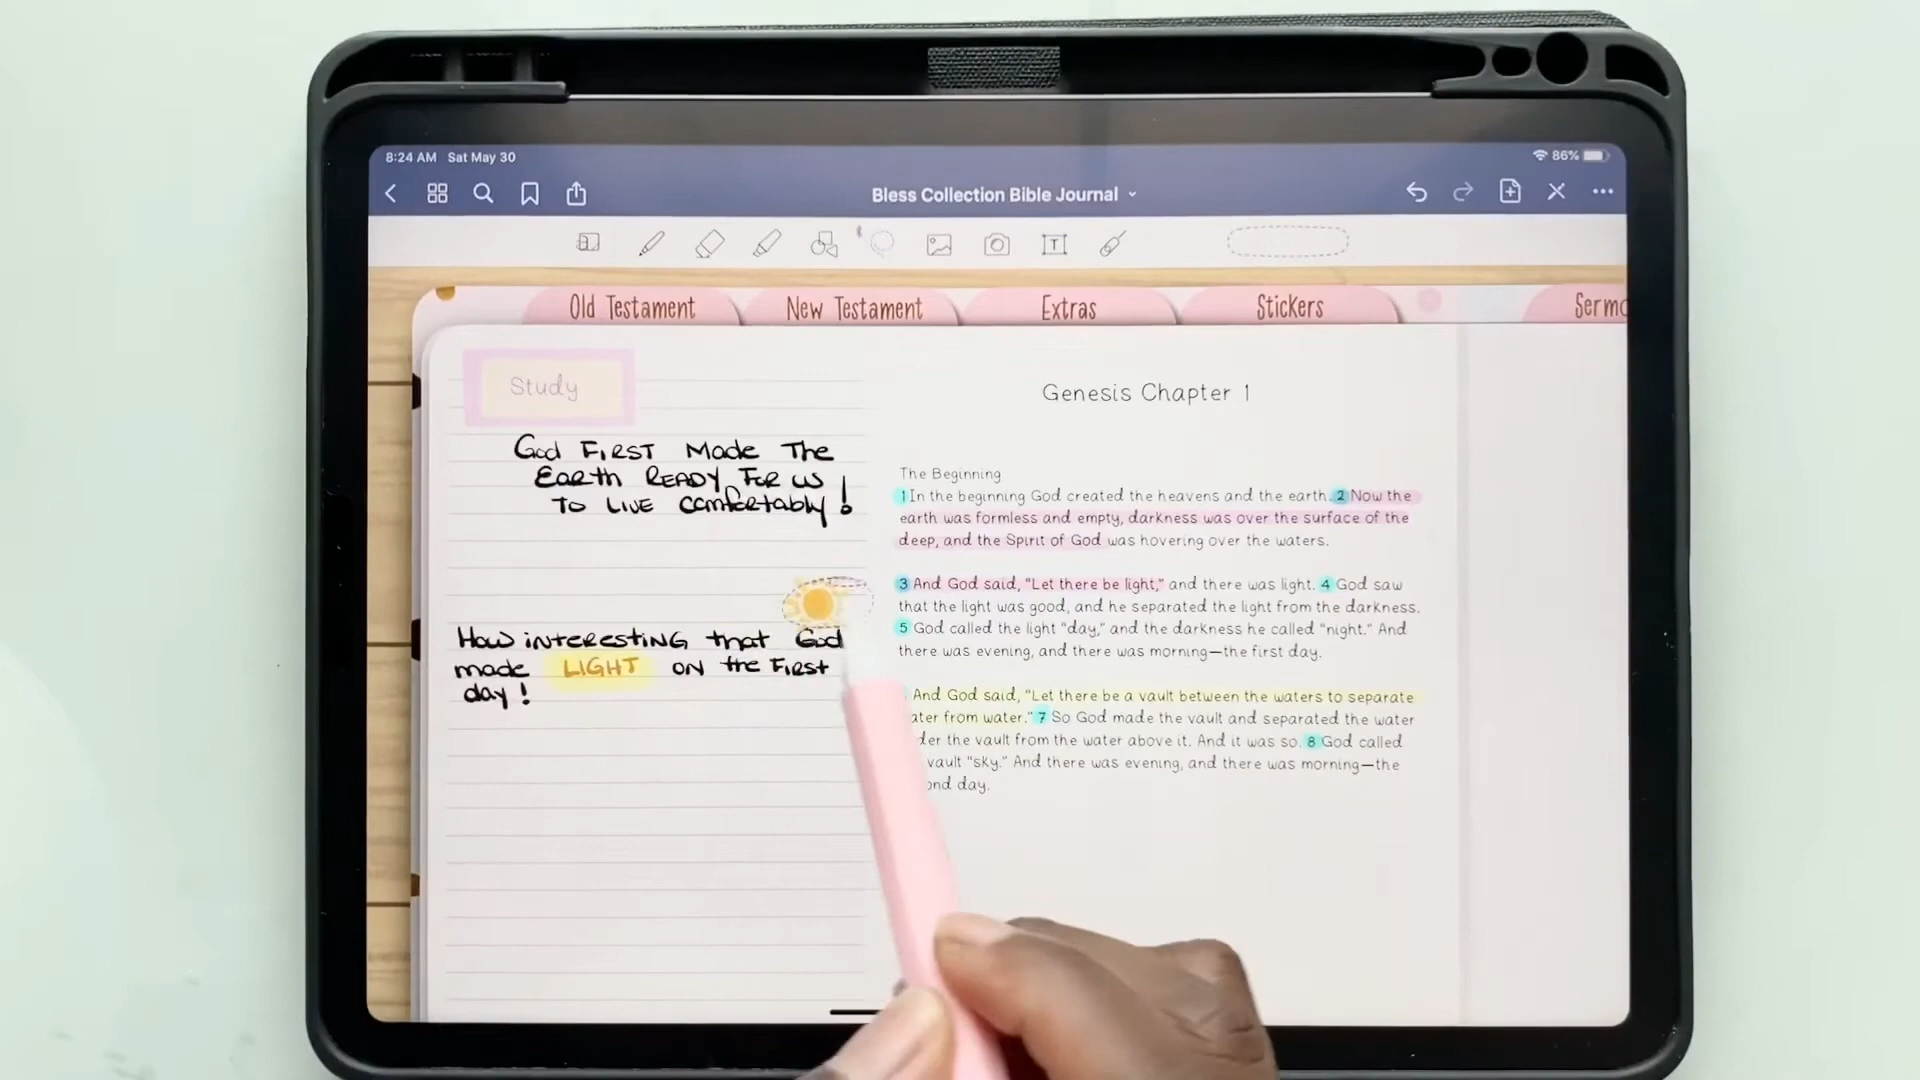 8:24 AM Sat May 30
86%
Bless Collection Bible Journal
T
Old Testament
New Testament
Extras
Stickers
Study
God First Made The
Earth Ready For us
To Live Comfortably!
How interesting that God
made LIGHT on the First
day!
Genesis Chapter 1
The Beginning
1 In the beginning God created the heavens and the earth. 2 Now the
earth was formless and empty, darkness was over the surface of the
deep, and the Spirit of God was hovering over the waters.
3 And God said, "Let there be light," and there was light. 4 God saw
that the light was good, and he separated the light from the darkness.
5 God called the light "day," and the darkness he called "night." And
there was evening, and there was morning—the first day.
And God said, "Let there be a vault between the waters to separate
from water." 7 So God made the vault and separated the water
the vault from the water above it. And it was so. 8 God called
vault "sky." And there was evening, and there was morning—the
day.